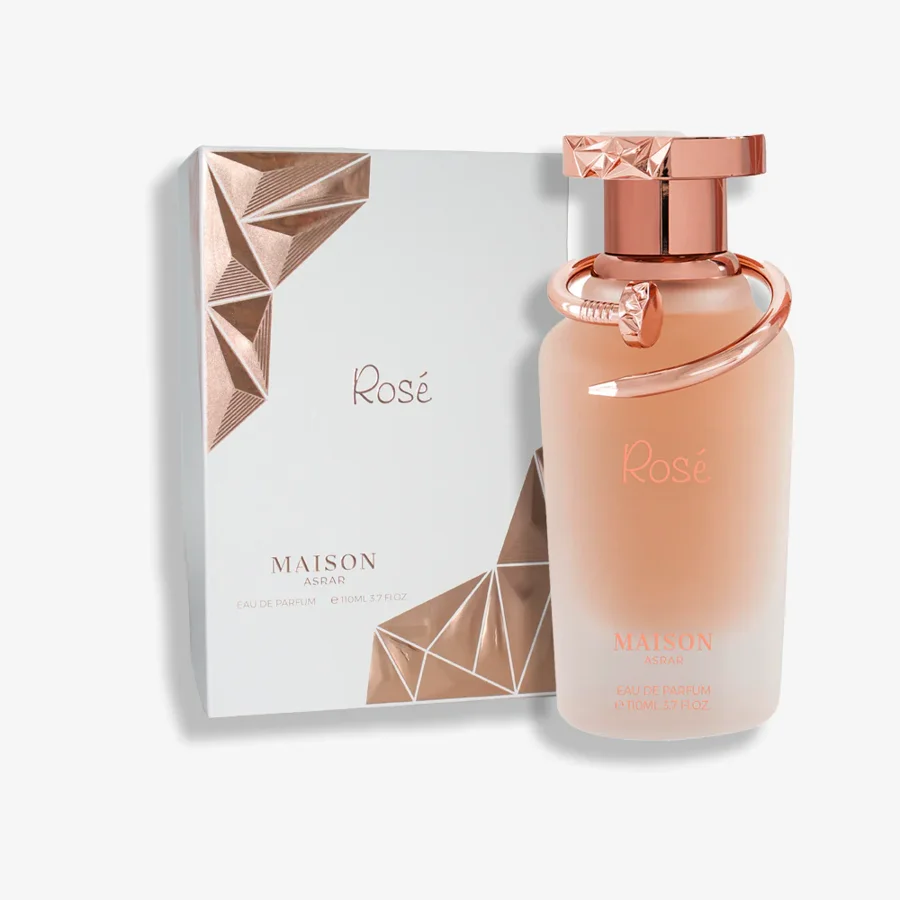 Rosé
MAISON
ASRAR
EAU DE PARFUM ℮ 110ML 3.7 FL.OZ.
Rosé
MAISON
ASRAR
EAU DE PARFUM
℮ 110ML 3.7 FL.OZ.